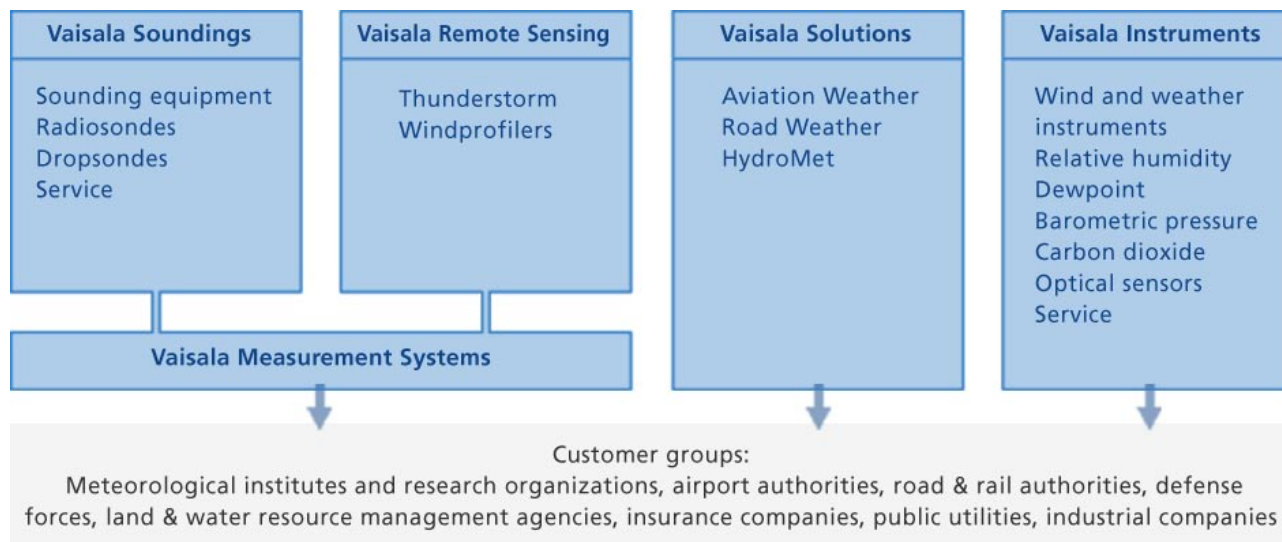 Vaisala Soundings
Sounding equipment
Radiosondes
Dropsondes
Service
Vaisala Remote Sensing
Thunderstorm
Windprofilers
Vaisala Measurement Systems
Vaisala Solutions
Aviation Weather
Road Weather
HydroMet
Vaisala Instruments
Wind and weather
instruments
Relative humidity
Dewpoint
Barometric pressure
Carbon dioxide
Optical sensors
Service
Customer groups:
Meteorological institutes and research organizations, airport authorities, road & rail authorities, defense
forces, land & water resource management agencies, insurance companies, public utilities, industrial companies